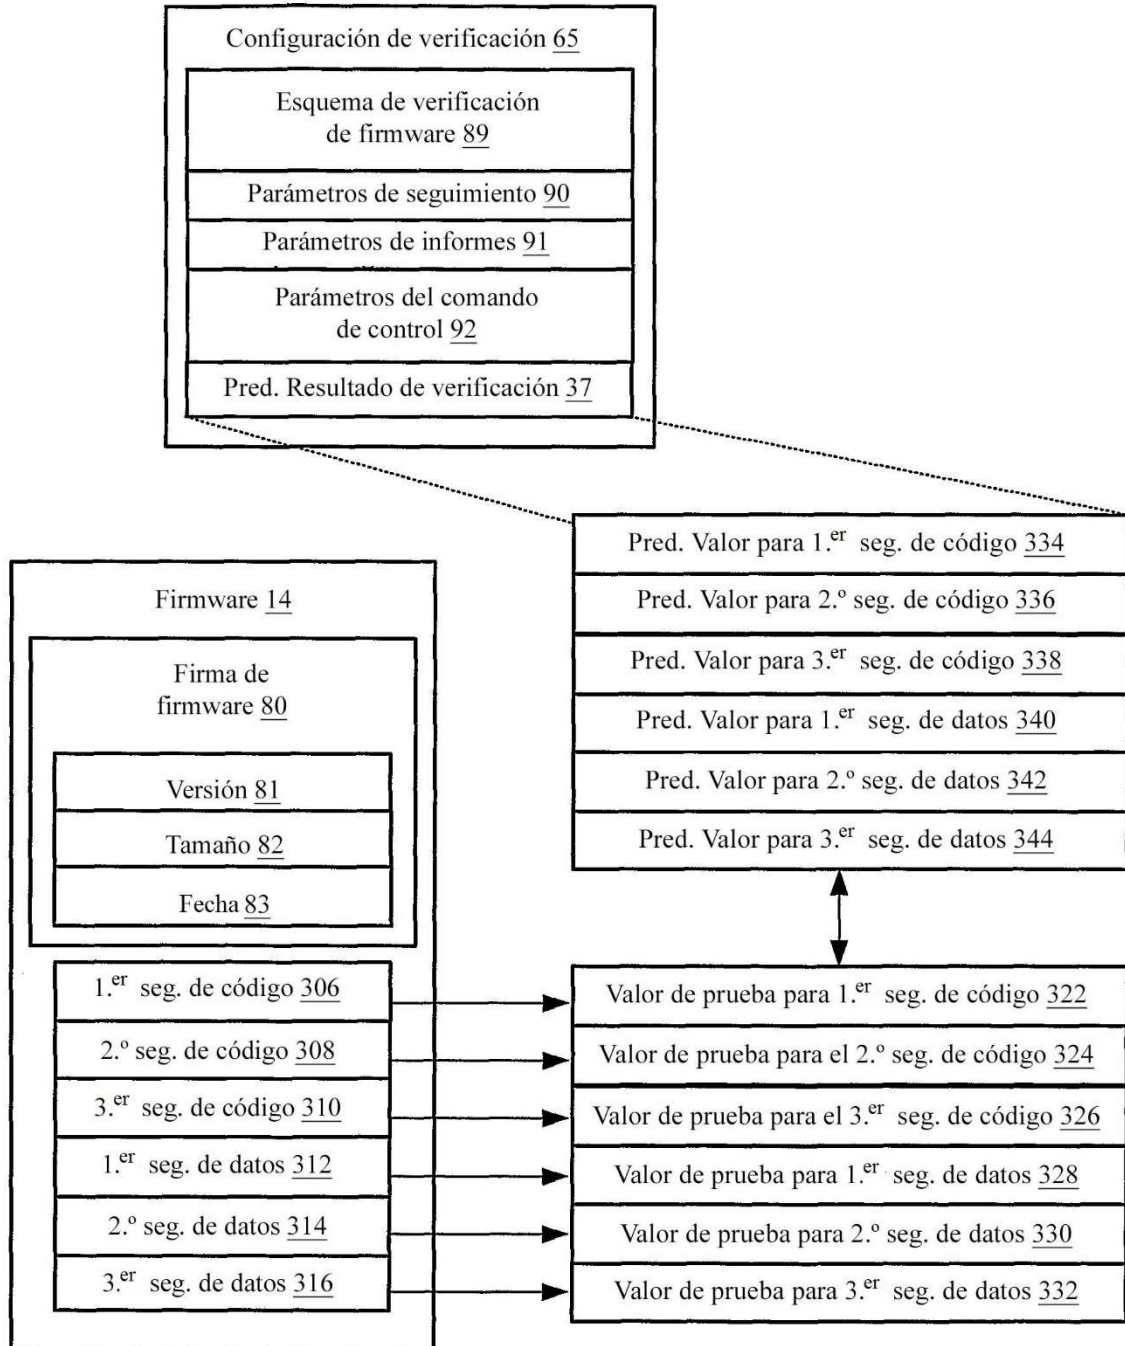 Configuración de verificación 65
Esquema de verificación
de firmware 89
Parámetros de seguimiento 90
Parámetros de informes 91
Parámetros del comando
de control 92
Pred. Resultado de verificación 37
Pred. Valor para 1.er seg. de código 334
Pred. Valor para 2.º seg. de código 336
Pred. Valor para 3.er seg. de código 338
Pred. Valor para 1.er seg. de datos 340
Pred. Valor para 2.º seg. de datos 342
Pred. Valor para 3.er seg. de datos 344
Firmware 14
Firma de
firmware 80
Versión 81
Tamaño 82
Fecha 83
1.er seg. de código 306
2.º seg. de código 308
3.er seg. de código 310
1.er seg. de datos 312
2.º seg. de datos 314
3.er seg. de datos 316
Valor de prueba para 1.er seg. de código 322
Valor de prueba para el 2.º seg. de código 324
Valor de prueba para el 3.er seg. de código 326
Valor de prueba para 1.er seg. de datos 328
Valor de prueba para 2.º seg. de datos 330
Valor de prueba para 3.er seg. de datos 332